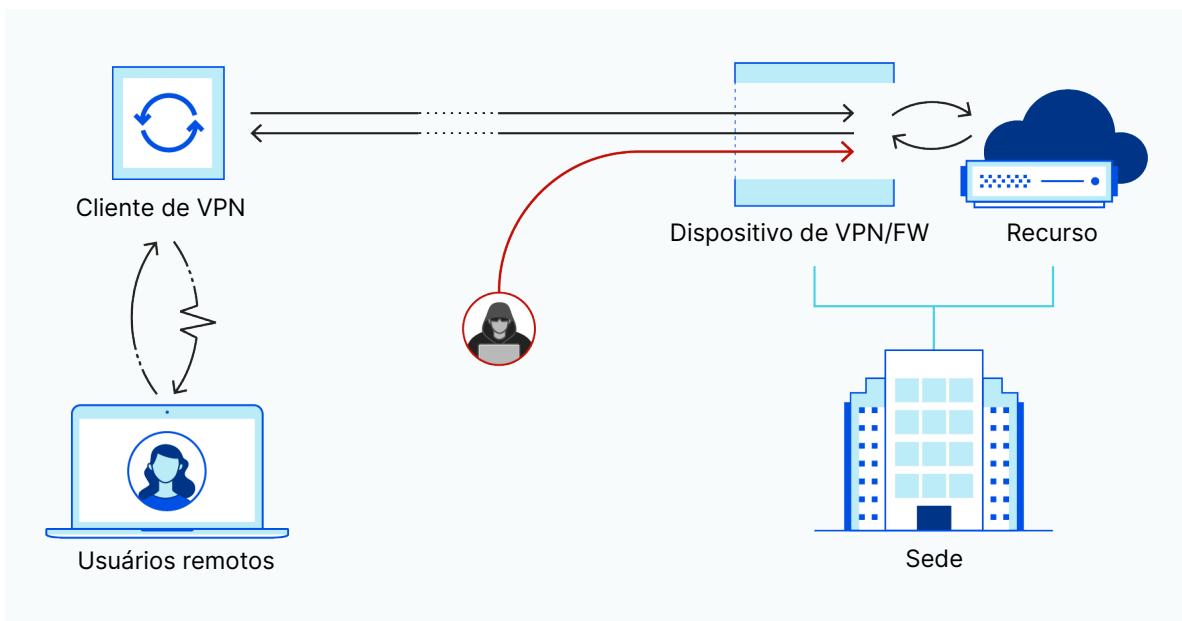 Cliente de VPN
Dispositivo de VPN/FW
Recurso
Usuários remotos
Sede